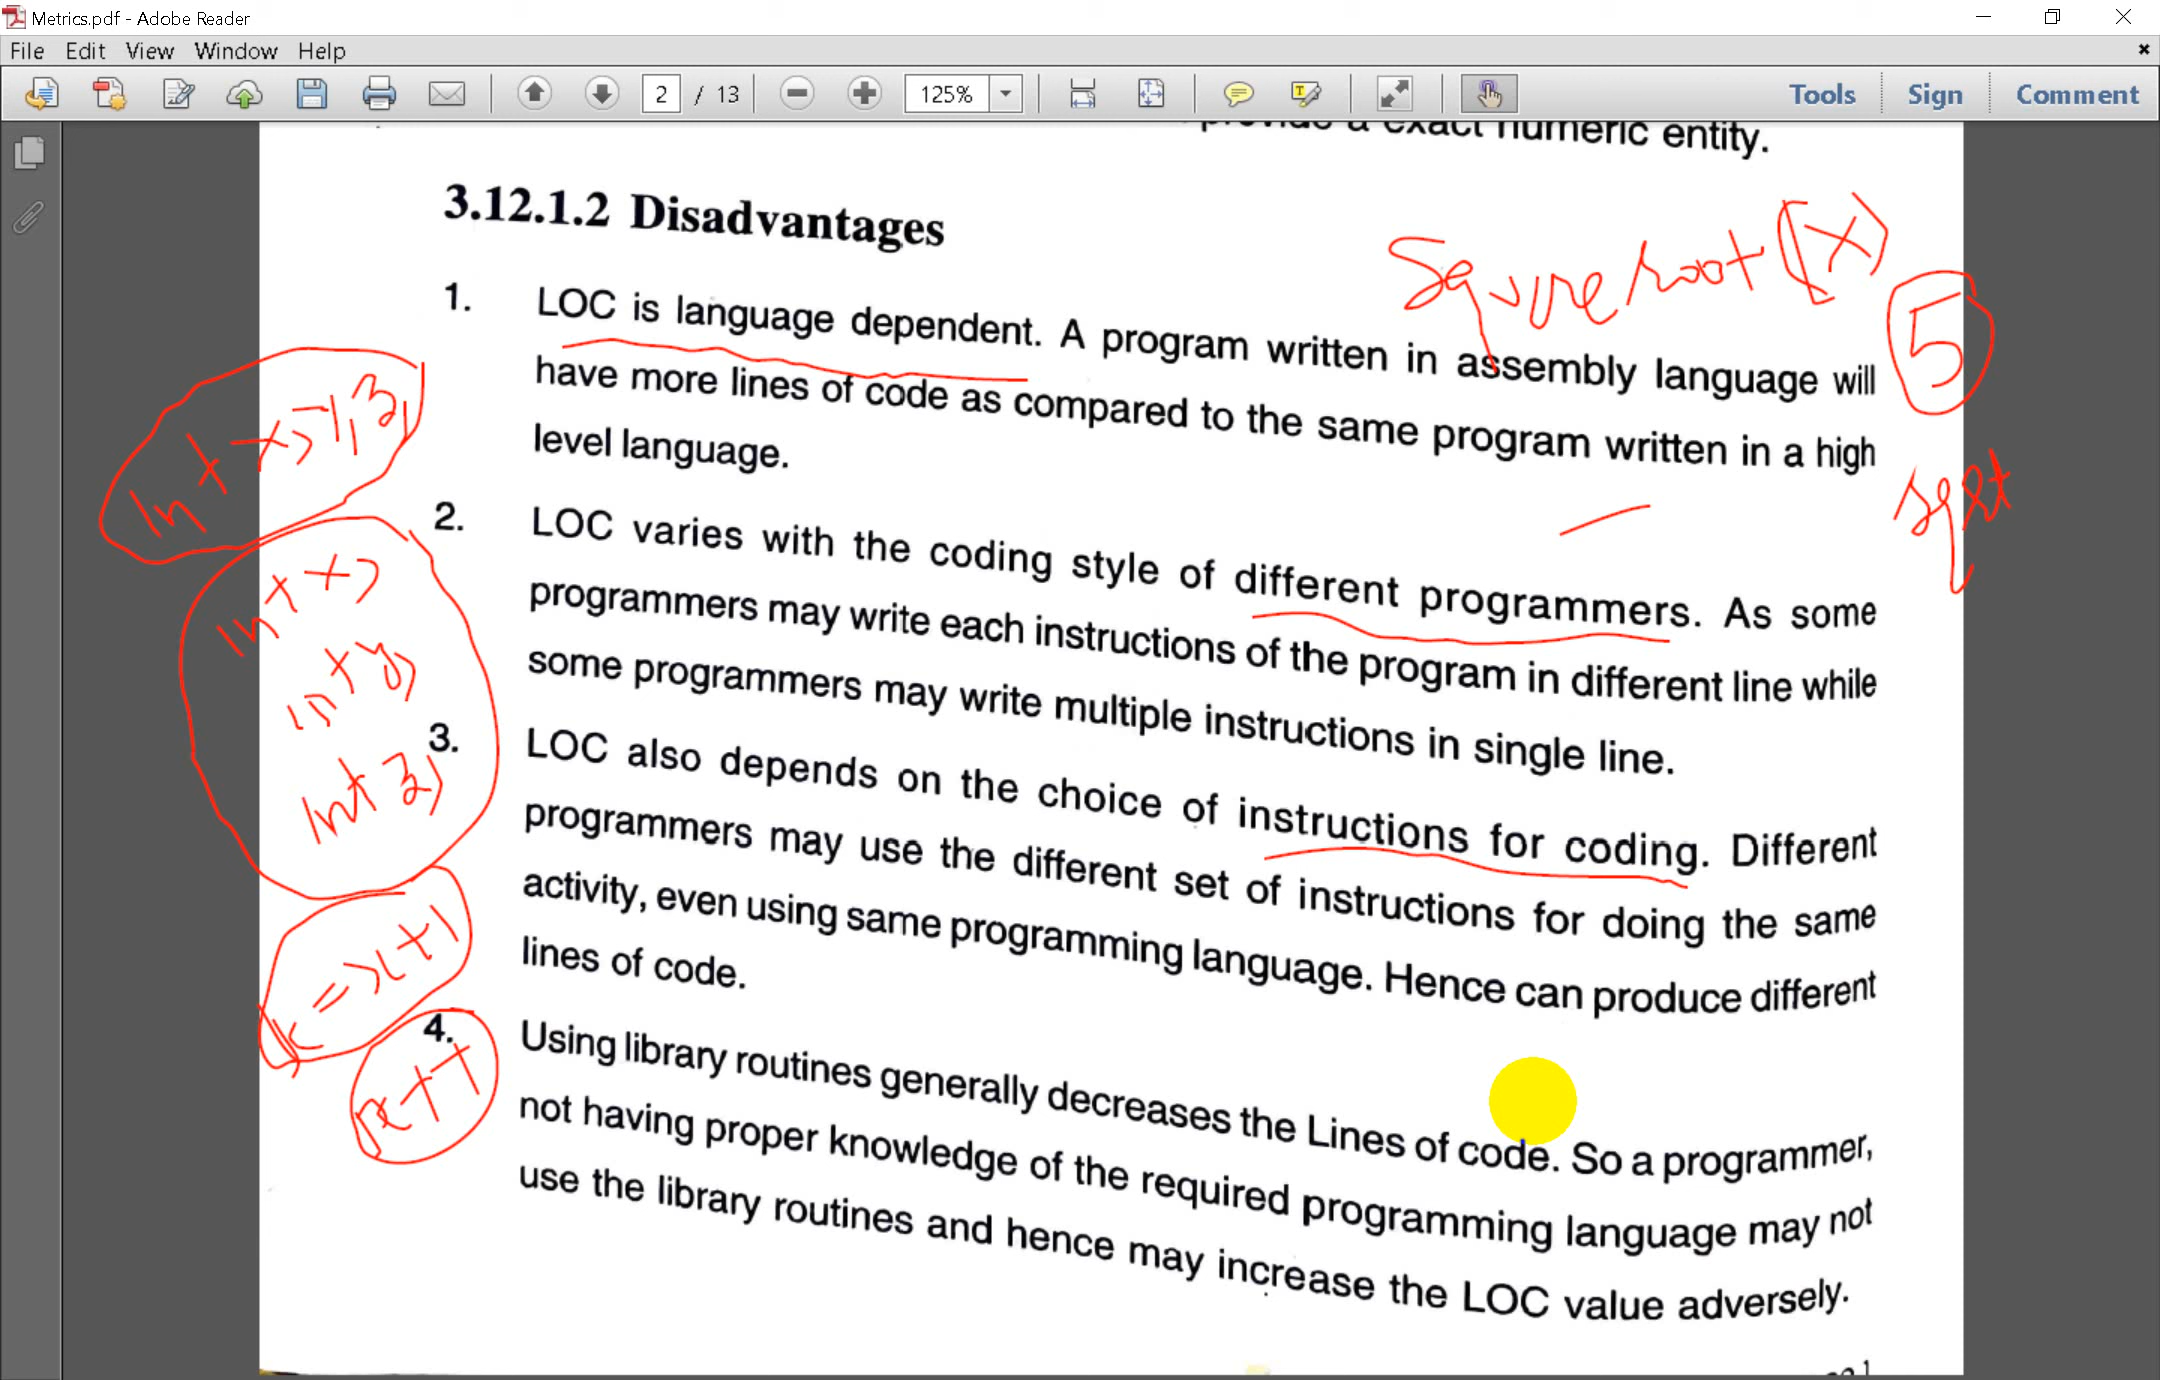 Metrics.pdf - Adobe Reader
File Edit View Window Help
2 / 13 125% Tools Sign Comment
provide a exact numeric entity.
3.12.1.2 Disadvantages
Squre root (x)
5
sqrt
1. LOC is language dependent. A program written in assembly language will
have more lines of code as compared to the same program written in a high
level language.
2. LOC varies with the coding style of different programmers. As some
programmers may write each instructions of the program in different line while
some programmers may write multiple instructions in single line.
3. LOC also depends on the choice of instructions for coding. Different
programmers may use the different set of instructions for doing the same
activity, even using same programming language. Hence can produce different
lines of code.
4. Using library routines generally decreases the Lines of code. So a programmer,
not having proper knowledge of the required programming language may not
use the library routines and hence may increase the LOC value adversely.
int x,
int y,
int z,
x+1
x++